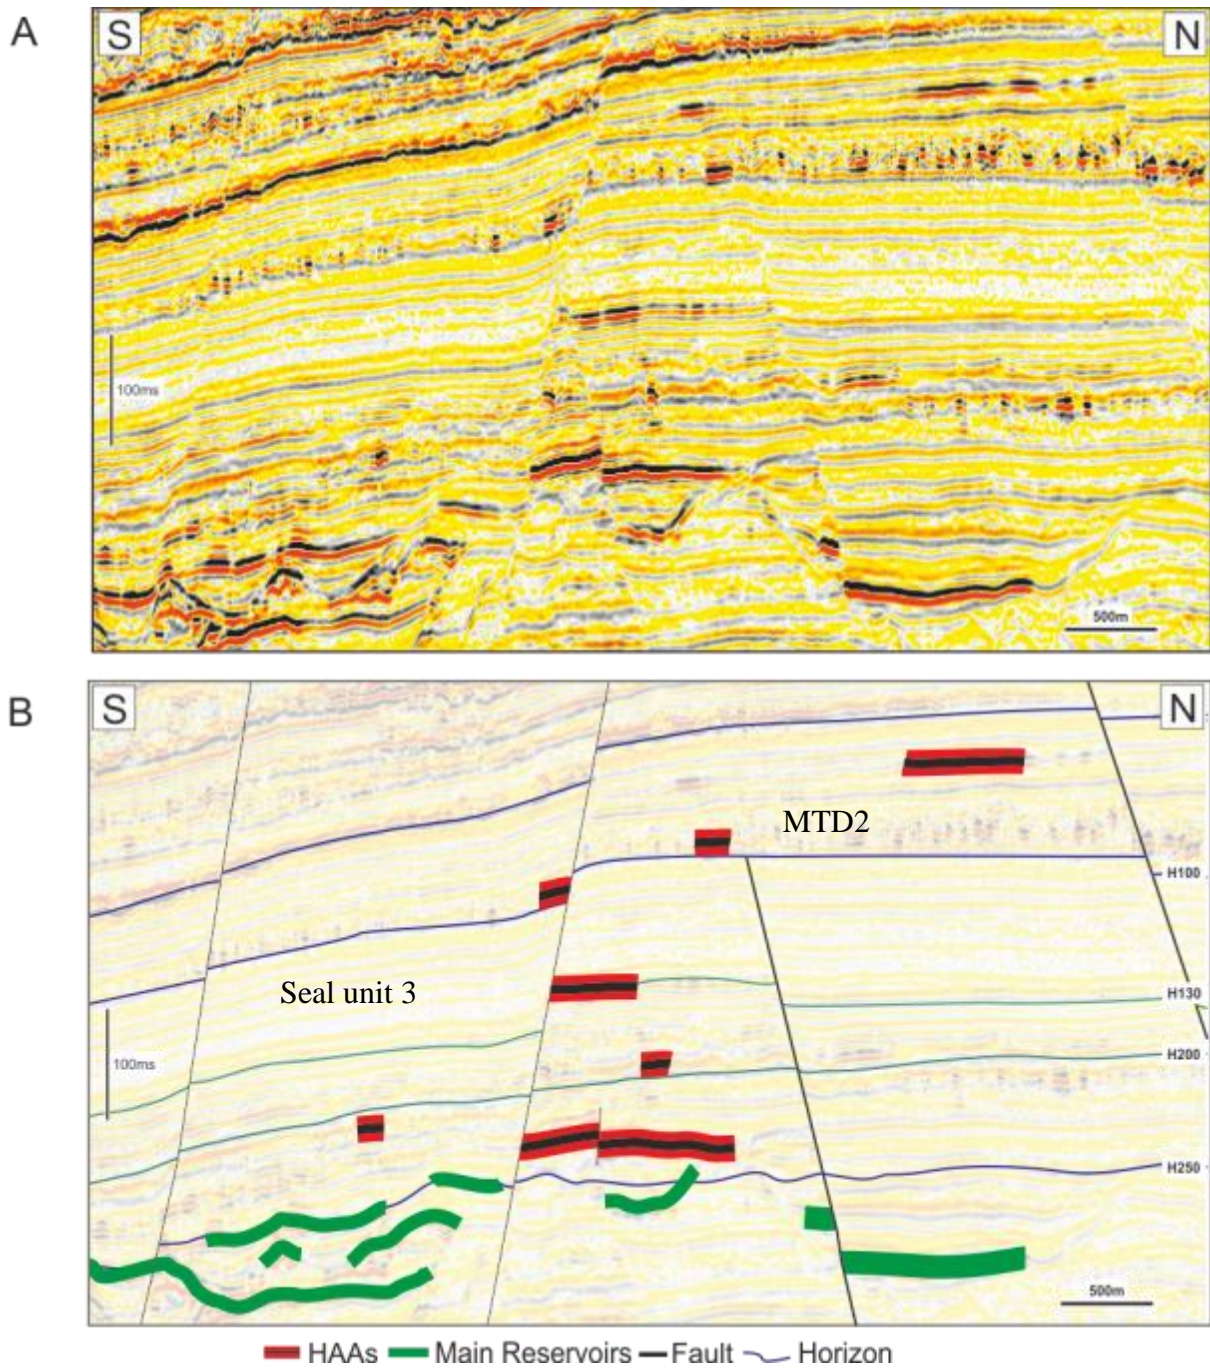 A
S
N
100ms
500m
B
S
N
MTD2
H100
Seal unit 3
H130
100ms
H200
H250
500m
HAAs Main Reservoirs Fault Horizon